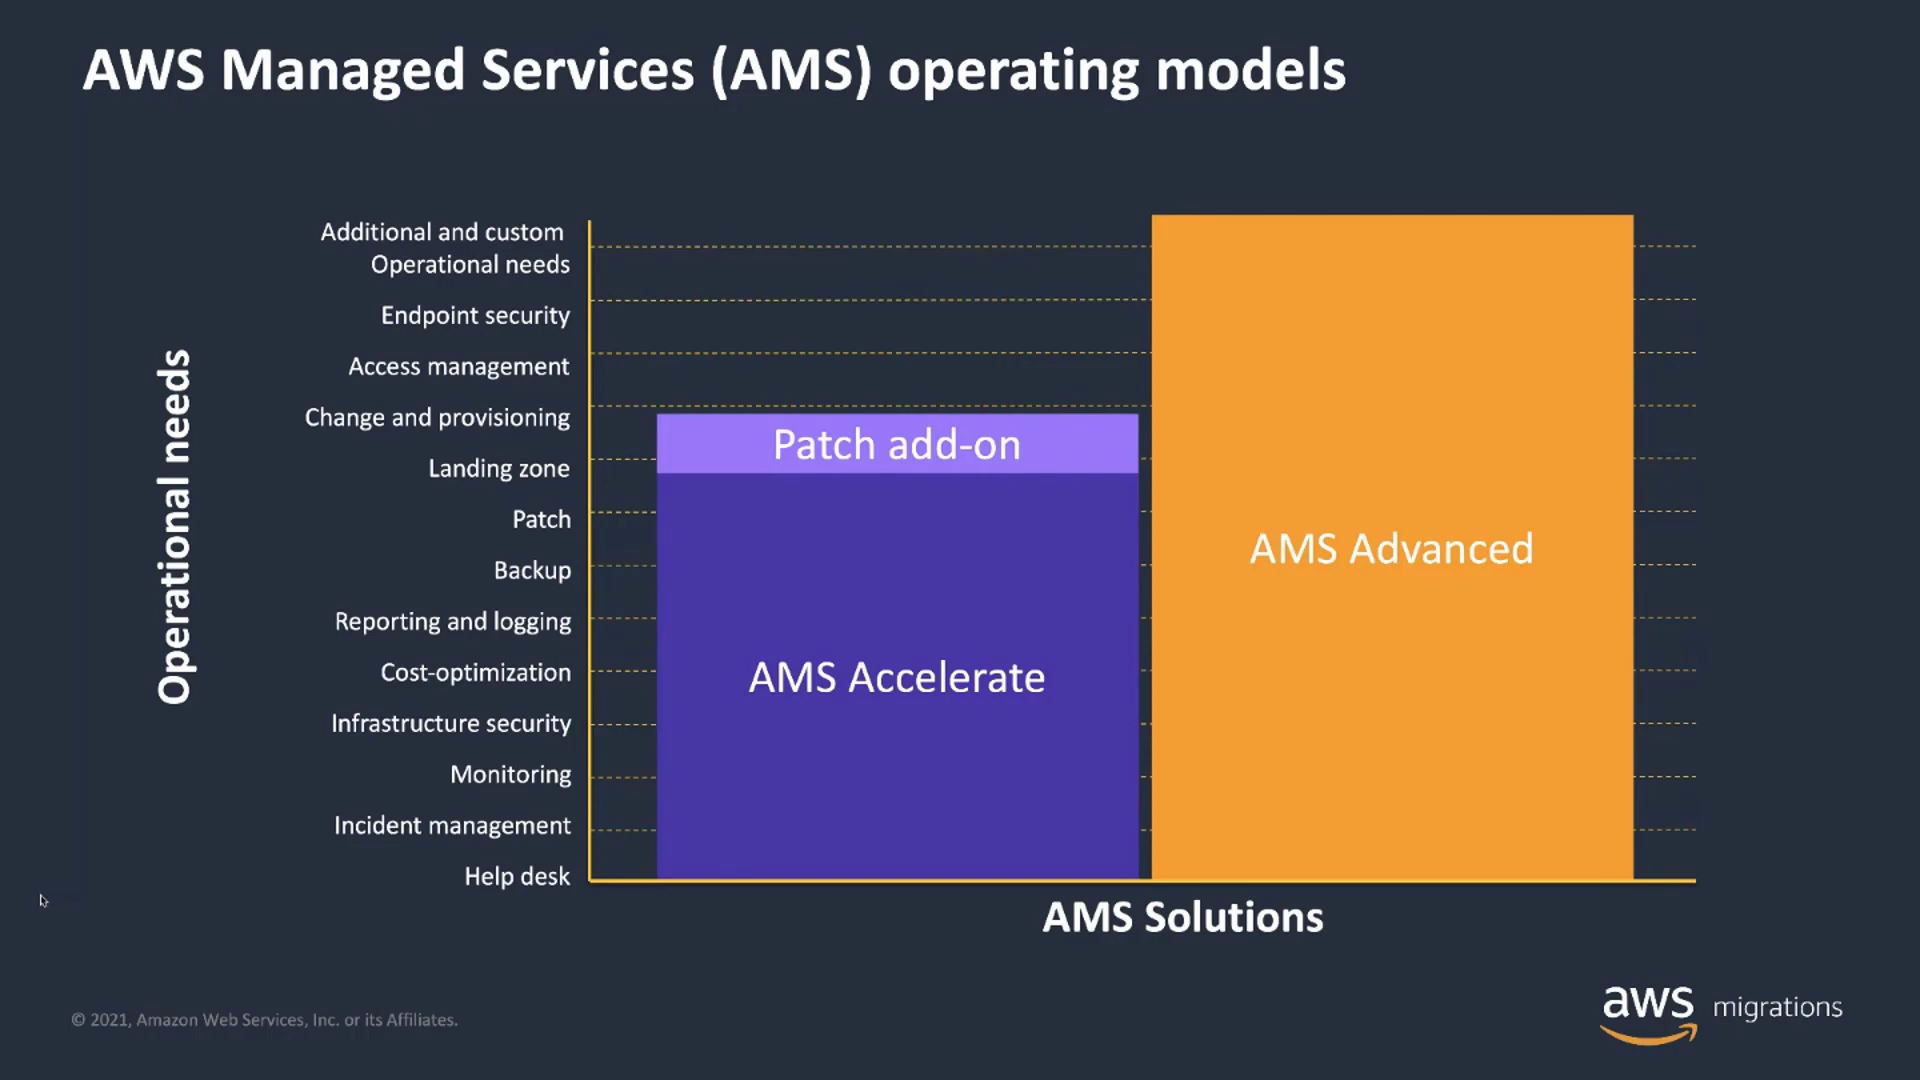 AWS Managed Services (AMS) operating models
Operational needs
Additional and custom
Operational needs
Endpoint security
Access management
Change and provisioning
Landing zone
Patch
Backup
Reporting and logging
Cost-optimization
Infrastructure security
Monitoring
Incident management
Help desk
Patch add-on
AMS Accelerate
AMS Advanced
AMS Solutions
© 2021, Amazon Web Services, Inc. or its Affiliates.
aws migrations